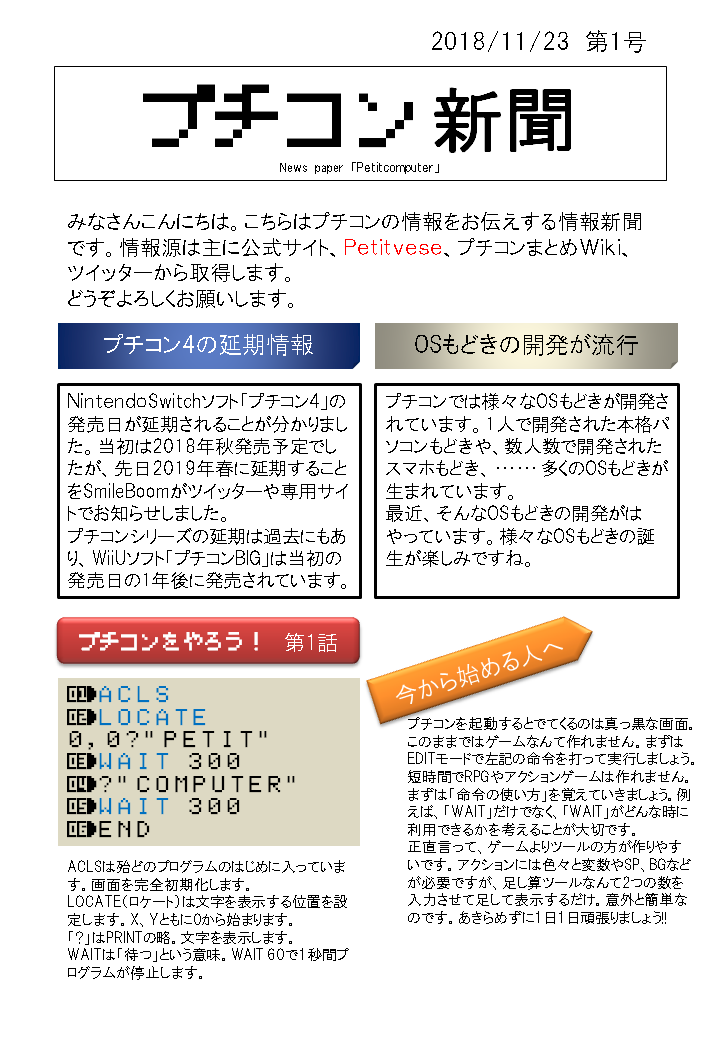 2018/11/23 第1号
プチコン新聞
News paper 「Petitcomputer」
みなさんこんにちは。こちらはプチコンの情報をお伝えする情報新聞
です。情報源は主に公式サイト、Petitvese、プチコンまとめWiki、
ツイッターから取得します。
どうぞよろしくお願いします。
プチコン4の延期情報
NintendoSwitchソフト「プチコン4」の
発売日が延期されることが分かりまし
た。当初は2018年秋発売予定でし
たが、先日2019年春に延期すること
をSmileBoomがツイッターや専用サイ
トでお知らせしました。
プチコンシリーズの延期は過去にもあ
り、WiiUソフト「プチコンBIG」は当初の
発売日の1年後に発売されています。
OSもどきの開発が流行
プチコンでは様々なOSもどきが開発さ
れています。1人で開発された本格パ
ソコンもどきや、数人数で開発された
スマホもどき、……多くのOSもどきが
生まれています。
最近、そんなOSもどきの開発がは
やっています。様々なOSもどきの誕
生が楽しみですね。
プチコンをやろう！ 第1話
ACLS
LOCATE
0,0?"PETIT"
WAIT 300
?"COMPUTER"
WAIT 300
END
ACLSは殆どのプログラムのはじめに入っていま
す。画面を完全初期化します。
LOCATE(ロケート)は文字を表示する位置を設
定します。X、Yともに0から始まります。
「?」はPRINTの略。文字を表示します。
WAITは「待つ」という意味。WAIT 60で1秒間プ
ログラムが停止します。
今から始める人へ
プチコンを起動するとでてくるのは真っ黒な画面。
このままではゲームなんて作れません。まずは
EDITモードで左記の命令を打って実行しましょう。
短時間でRPGやアクションゲームは作れません。
まずは「命令の使い方」を覚えていきましょう。例
えば、「WAIT」だけでなく、「WAIT」がどんな時に
利用できるかを考えることが大切です。
正直言って、ゲームよりツールの方が作りやす
いです。アクションには色々と変数やSP、BGなど
が必要ですが、足し算ツールなんて2つの数を
入力させて足して表示するだけ。意外と簡単な
のです。あきらめずに1日1日頑張りましょう!!